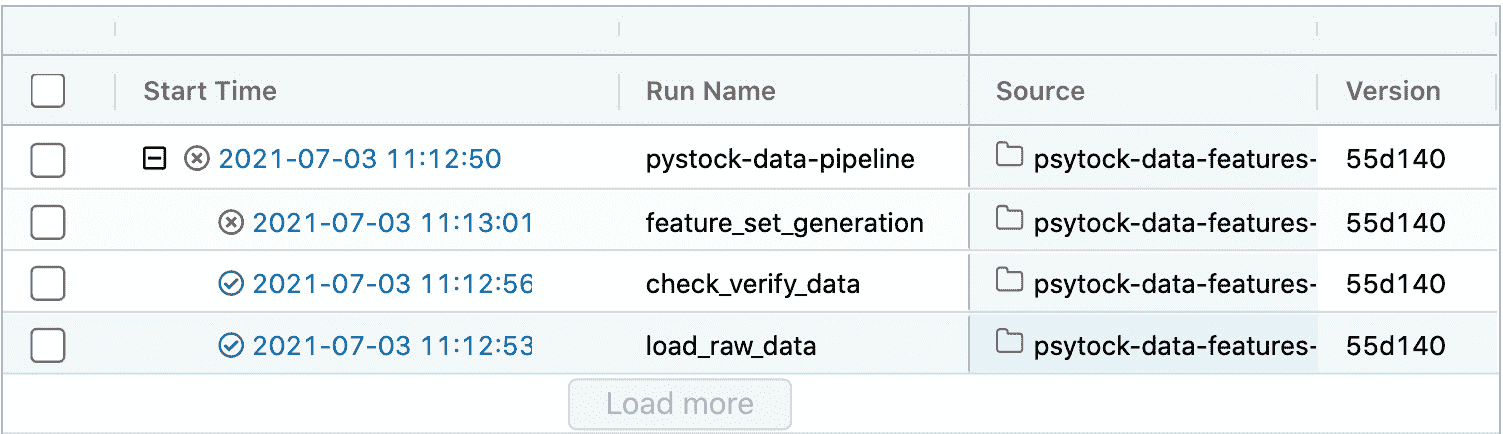 Start Time Run Name Source Version
2021-07-03 11:12:50 pystock-data-pipeline psytock-data-features- 55d140
2021-07-03 11:13:01 feature_set_generation psytock-data-features- 55d140
2021-07-03 11:12:56 check_verify_data psytock-data-features- 55d140
2021-07-03 11:12:53 load_raw_data psytock-data-features- 55d140
Load more